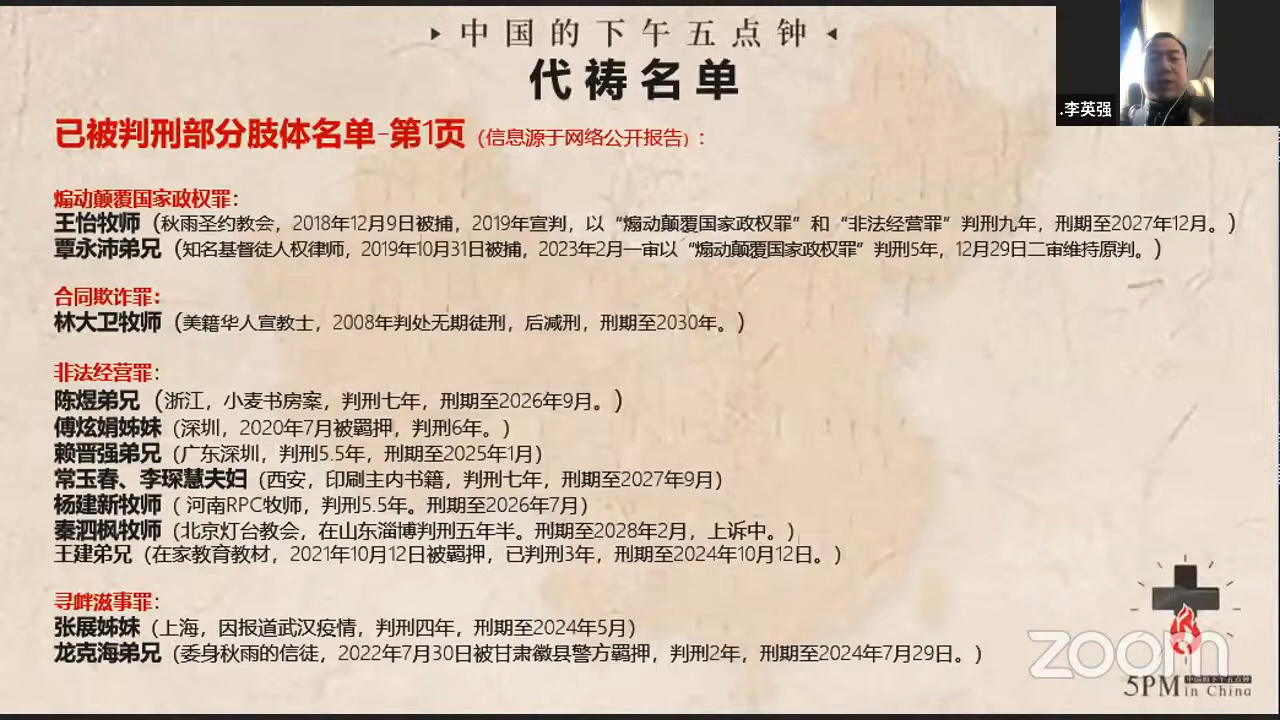 中国的下午五点钟
代祷名单
.李英强
已被判刑部分肢体名单-第1页（信息源于网络公开报告）：
煽动颠覆国家政权罪：
王怡牧师（秋雨圣约教会，2018年12月9日被捕，2019年宣判，以“煽动颠覆国家政权罪”和“非法经营罪”判刑九年，刑期至2027年12月。）
覃永沛弟兄（知名基督徒人权律师，2019年10月31日被捕，2023年2月一审以“煽动颠覆国家政权罪”判刑5年，12月29日二审维持原判。）
合同欺诈罪：
林大卫牧师（美籍华人宣教士，2008年判处无期徒刑，后减刑，刑期至2030年。）
非法经营罪：
陈煜弟兄（浙江，小麦书房案，判刑七年，刑期至2026年9月。）
傅炫娟姊妹（深圳，2020年7月被羁押，判刑6年。）
赖晋强弟兄（广东深圳，判刑5.5年，刑期至2025年1月）
常玉春、李琛慧夫妇（西安，印刷主内书籍，判刑七年，刑期至2027年9月）
杨建新牧师（ 河南RPC牧师，判刑5.5年。刑期至2026年7月）
秦泗枫牧师（北京灯台教会，在山东淄博判刑五年半。刑期至2028年2月，上诉中。）
王建弟兄（在家教育教材，2021年10月12日被羁押，已判刑3年，刑期至2024年10月12日。）
寻衅滋事罪：
张展姊妹（上海，因报道武汉疫情，判刑四年，刑期至2024年5月）
龙克海弟兄（委身秋雨的信徒，2022年7月30日被甘肃徽县警方羁押，判刑2年，刑期至2024年7月29日。）
zoom
5PM 中国的下午五点钟
in China